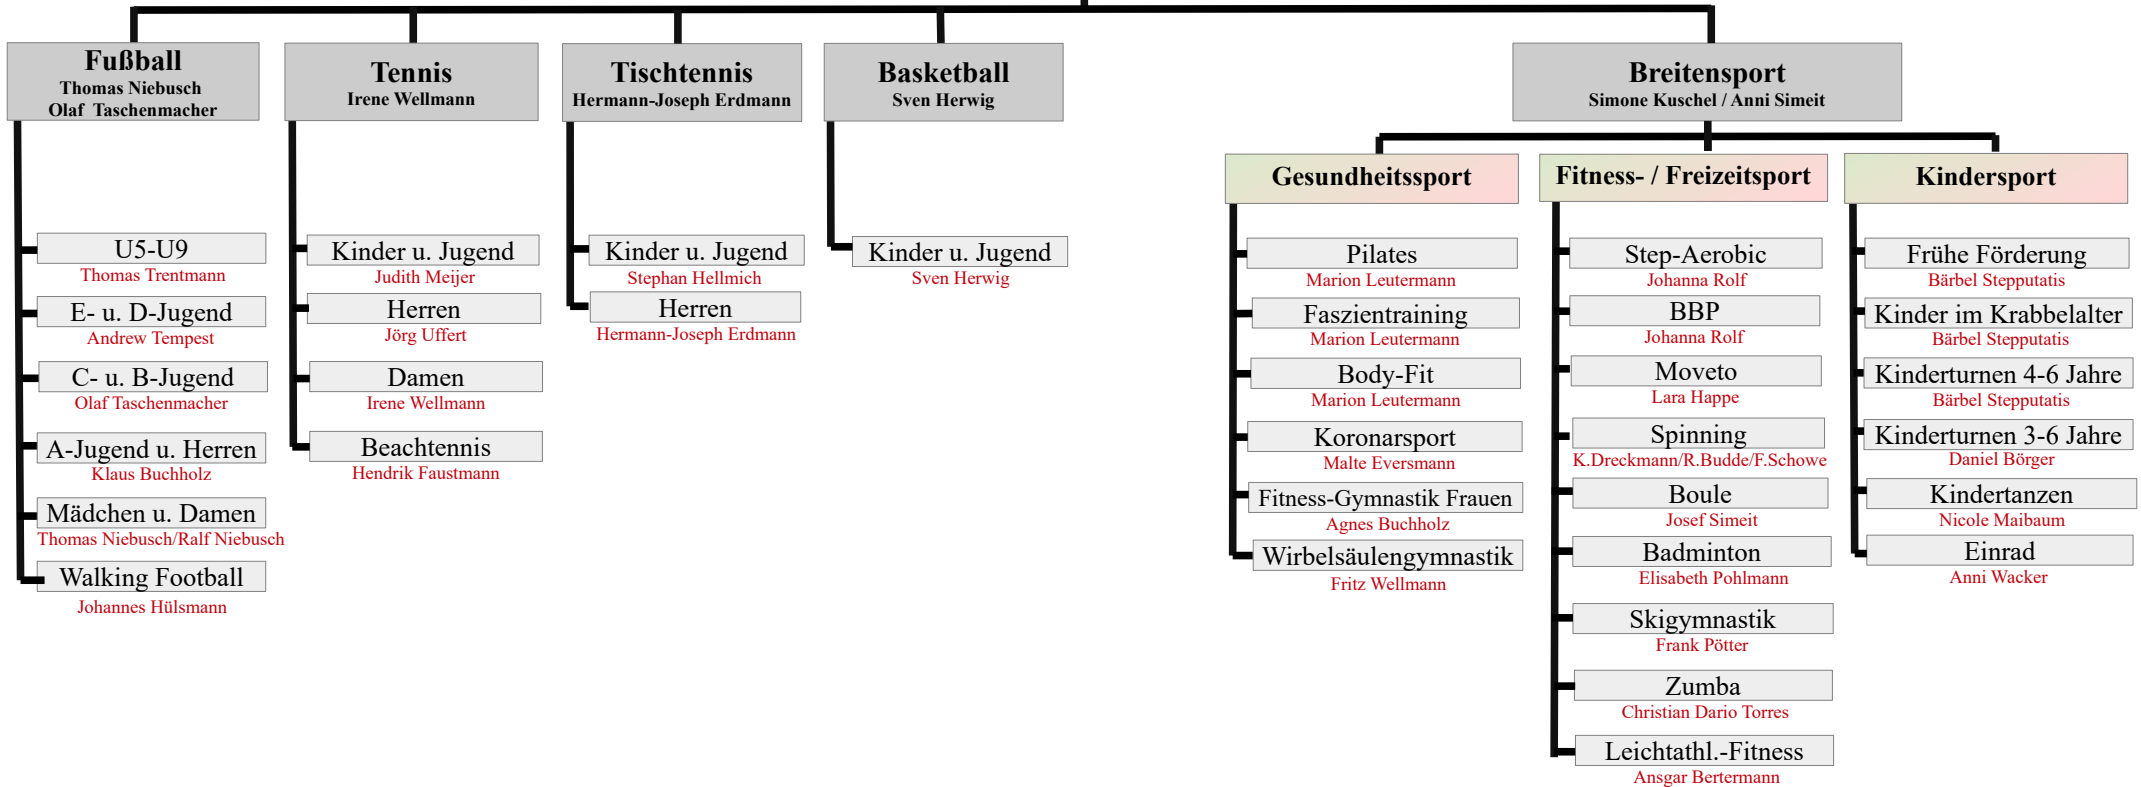 Fußball
Thomas Niebusch
Olaf Taschenmacher
U5-U9
Thomas Trentmann
E- u. D-Jugend
Andrew Tempest
C- u. B-Jugend
Olaf Taschenmacher
A-Jugend u. Herren
Klaus Buchholz
Mädchen u. Damen
Thomas Niebusch/Ralf Niebusch
Walking Football
Johannes Hülsmann
Tennis
Irene Wellmann
Kinder u. Jugend
Judith Meijer
Herren
Jörg Uffert
Damen
Irene Wellmann
Beachtennis
Hendrik Faustmann
Tischtennis
Hermann-Joseph Erdmann
Kinder u. Jugend
Stephan Hellmich
Herren
Hermann-Joseph Erdmann
Basketball
Sven Herwig
Kinder u. Jugend
Sven Herwig
Breitensport
Simone Kuschel / Anni Simeit
Gesundheitssport
Pilates
Marion Leutermann
Faszientraining
Marion Leutermann
Body-Fit
Marion Leutermann
Koronarsport
Malte Eversmann
Fitness-Gymnastik Frauen
Agnes Buchholz
Wirbelsäulengymnastik
Fritz Wellmann
Fitness- / Freizeitsport
Step-Aerobic
Johanna Rolf
BBP
Johanna Rolf
Moveto
Lara Happe
Spinning
K.Dreckmann/R.Budde/F.Schowe
Boule
Josef Simeit
Badminton
Elisabeth Pohlmann
Skigymnastik
Frank Pötter
Zumba
Christian Dario Torres
Leichtathl.-Fitness
Ansgar Bertermann
Kindersport
Frühe Förderung
Bärbel Stepputatis
Kinder im Krabbelalter
Bärbel Stepputatis
Kinderturnen 4-6 Jahre
Bärbel Stepputatis
Kinderturnen 3-6 Jahre
Daniel Börger
Kindertanzen
Nicole Maibaum
Einrad
Anni Wacker